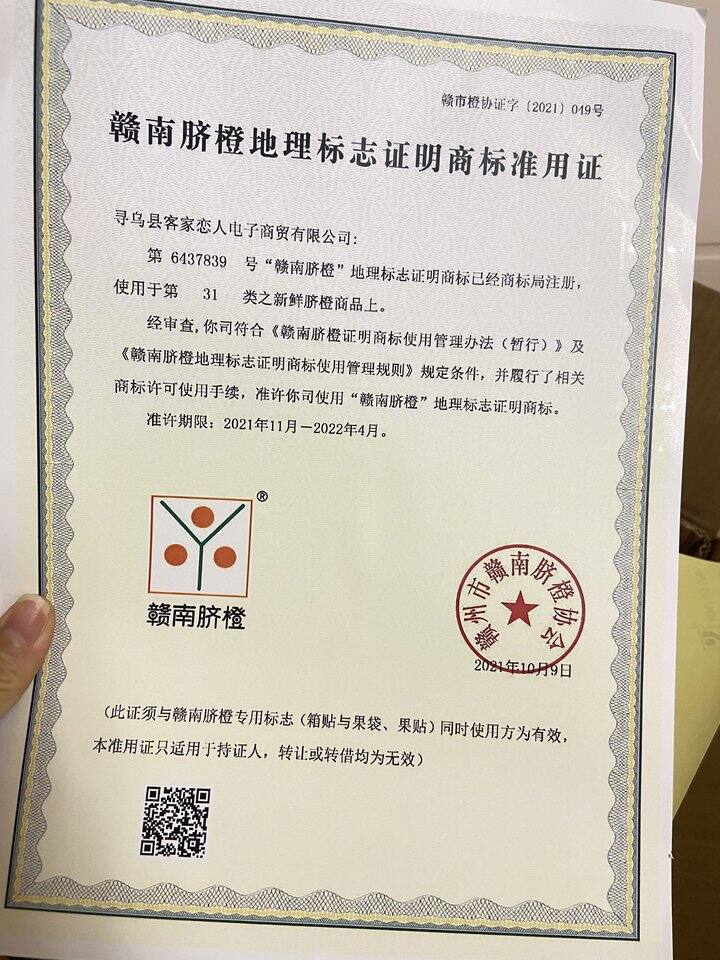 赣市橙协证字〔2021〕049号
赣南脐橙地理标志证明商标准用证
寻乌县客家恋人电子商贸有限公司:
第 6437839 号“赣南脐橙”地理标志证明商标已经商标局注册,
使用于第 31 类之新鲜脐橙商品上。
经审查,你司符合《赣南脐橙证明商标使用管理办法(暂行)》及
《赣南脐橙地理标志证明商标使用管理规则》规定条件，并履行了相关
商标许可使用手续，准许你司使用“赣南脐橙”地理标志证明商标。
准许期限：2021年11月—2022年4月。
®
赣南脐橙
赣州市赣南脐橙协会
2021年10月9日
(此证须与赣南脐橙专用标志（箱贴与果袋、果贴）同时使用方为有效，
本准用证只适用于持证人，转让或转借均为无效)